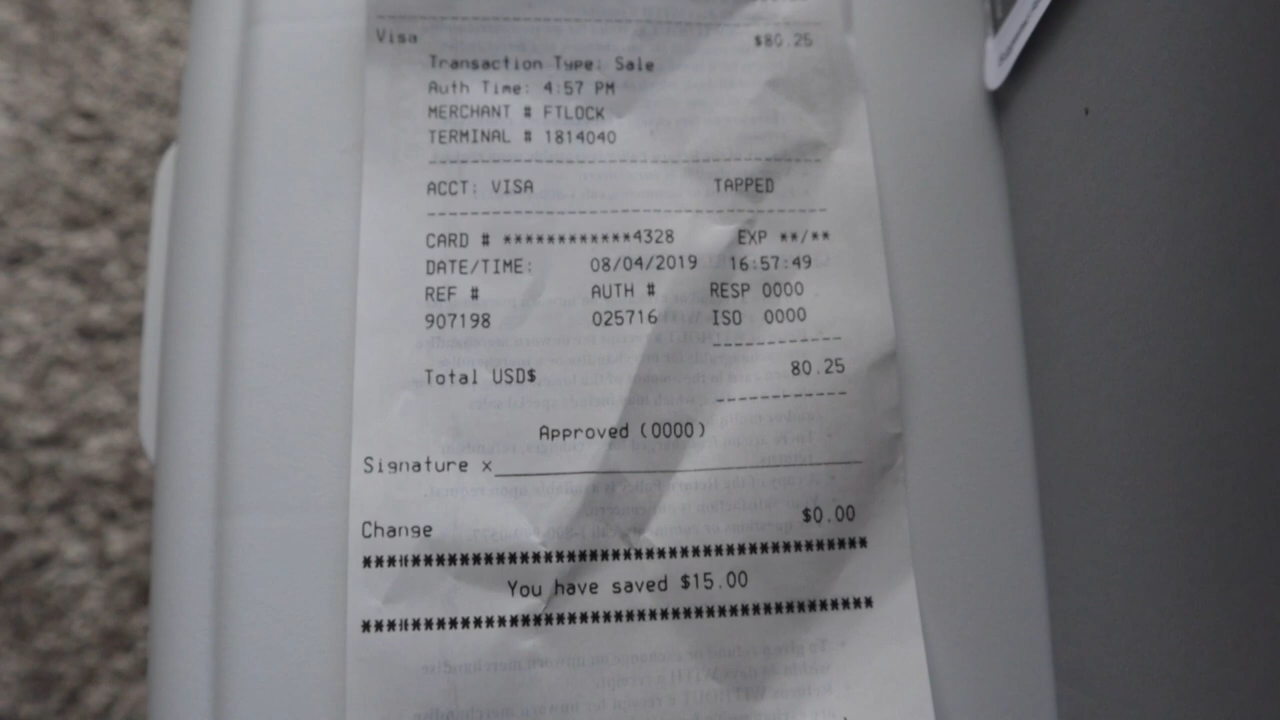 Visa $80.25
Transaction Type: Sale
Auth Time: 4:57 PM
MERCHANT # FTLOCK
TERMINAL # 1814040
--------------------------------
ACCT: VISA TAPPED
--------------------------------
CARD # ************4328 EXP **/**
DATE/TIME: 08/04/2019 16:57:49
REF # AUTH # RESP 0000
907198 025716 ISO 0000
-----------
Total USD$ 80.25
-----------
Approved (0000)
Signature x
Change $0.00
******************************************
You have saved $15.00
******************************************